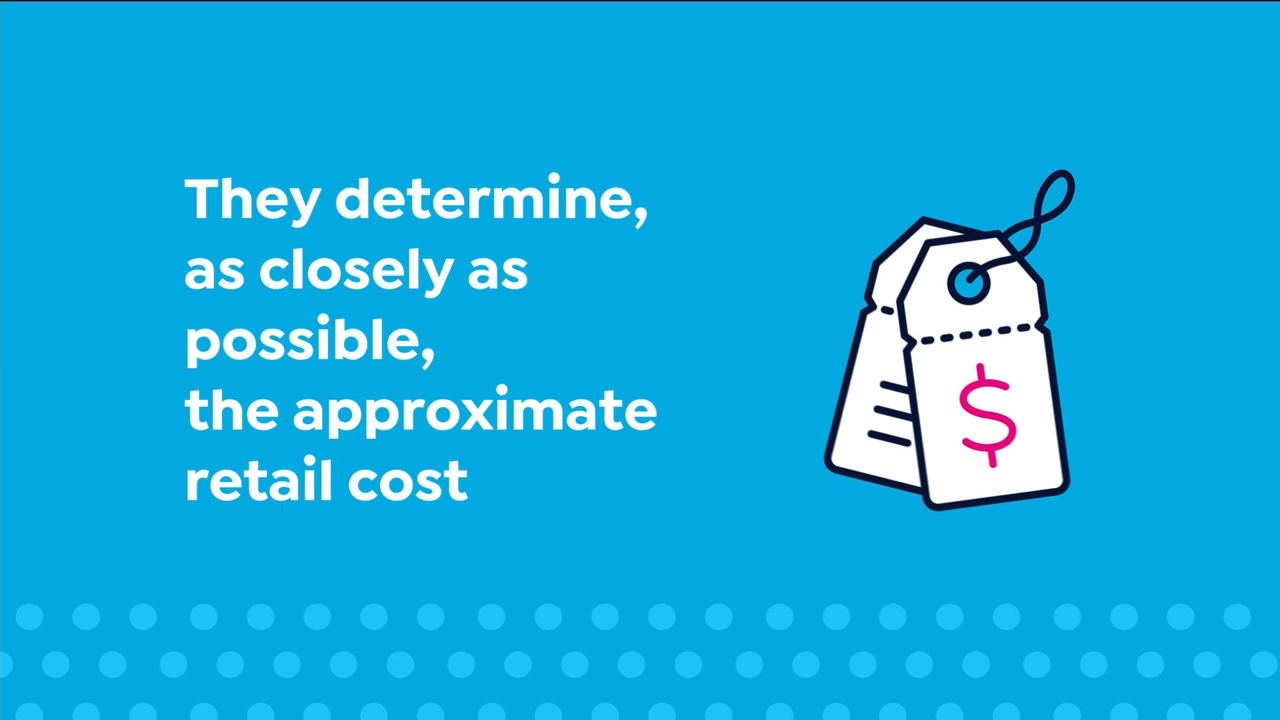 They determine,
as closely as
possible,
the approximate
retail cost
$